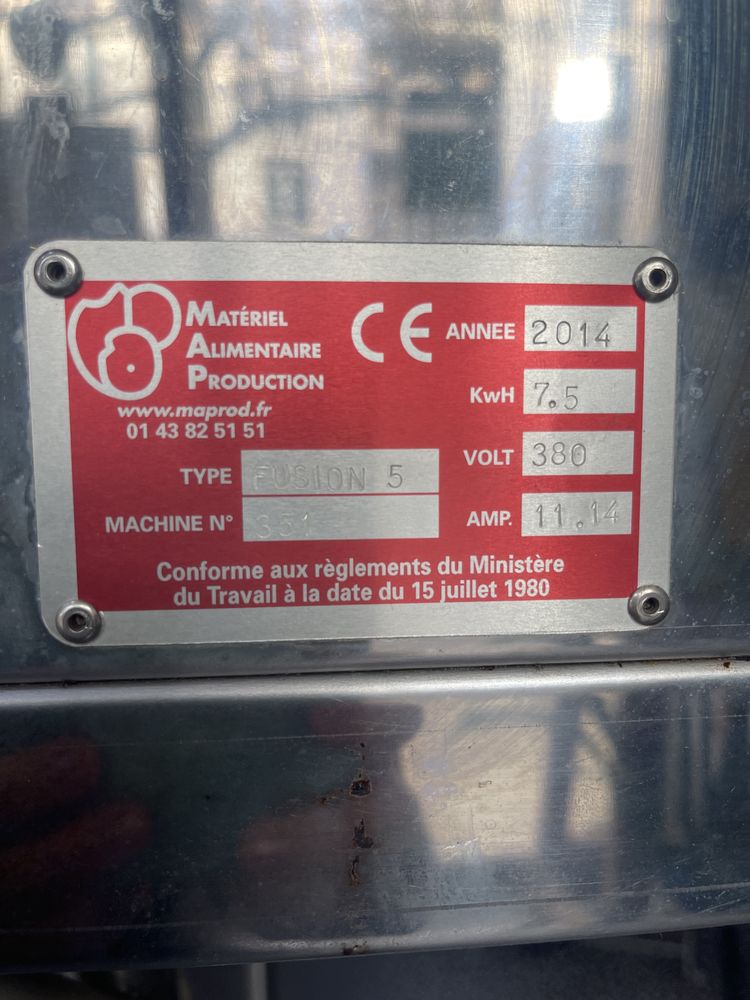 MATÉRIEL
ALIMENTAIRE
PRODUCTION
www.maprod.fr
01 43 82 51 51
CE
ANNEE 2014
KwH 7.5
VOLT 380
AMP. 11.14
TYPE FUSION 5
MACHINE N° 351
Conforme aux règlements du Ministère
du Travail à la date du 15 juillet 1980